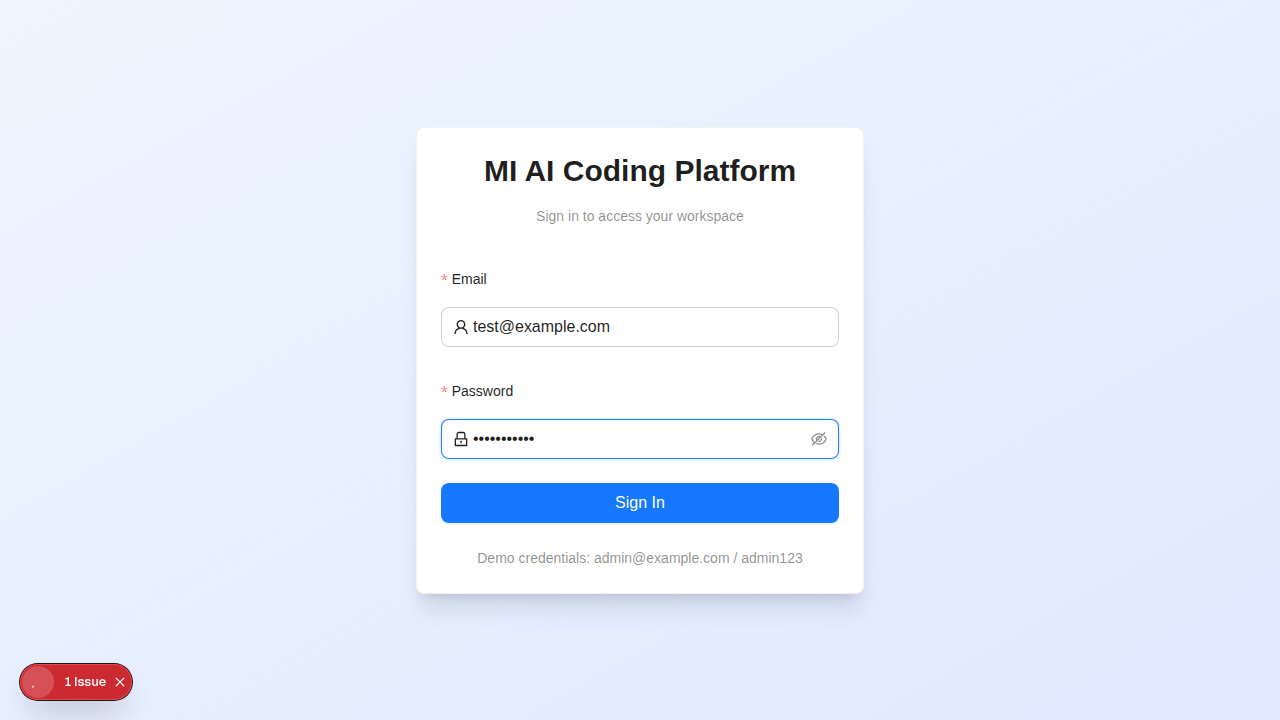 MI AI Coding Platform
Sign in to access your workspace
* Email
test@example.com
* Password
•••••••••••
Sign In
Demo credentials: admin@example.com / admin123
1 Issue